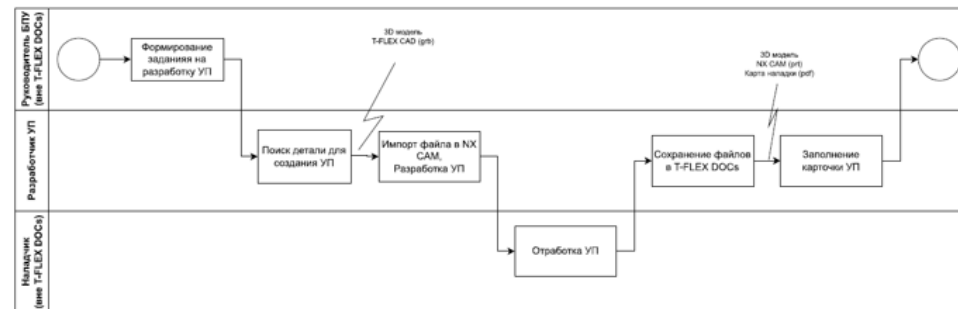 Руководитель БПУ
(вне T-FLEX DOCs)
Формирование
заданияя на
разработку УП
3D модель
T-FLEX CAD (grb)
3D модель
NX CAM (prt)
Карта наладки (pdf)
Разработчик УП
Поиск детали для
создания УП
Импорт файла в NX
CAM,
Разработка УП
Сохранение файлов
в T-FLEX DOCs
Заполнение
карточки УП
Наладчик
(вне T-FLEX DOCs)
Отработка УП